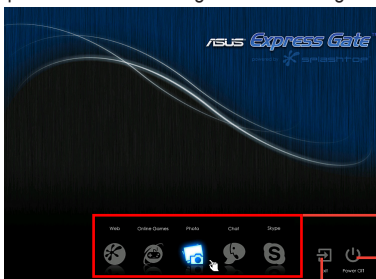 ASUS Express Gate
splashtop
Web Online Games Photo Chat Skype
Power Off